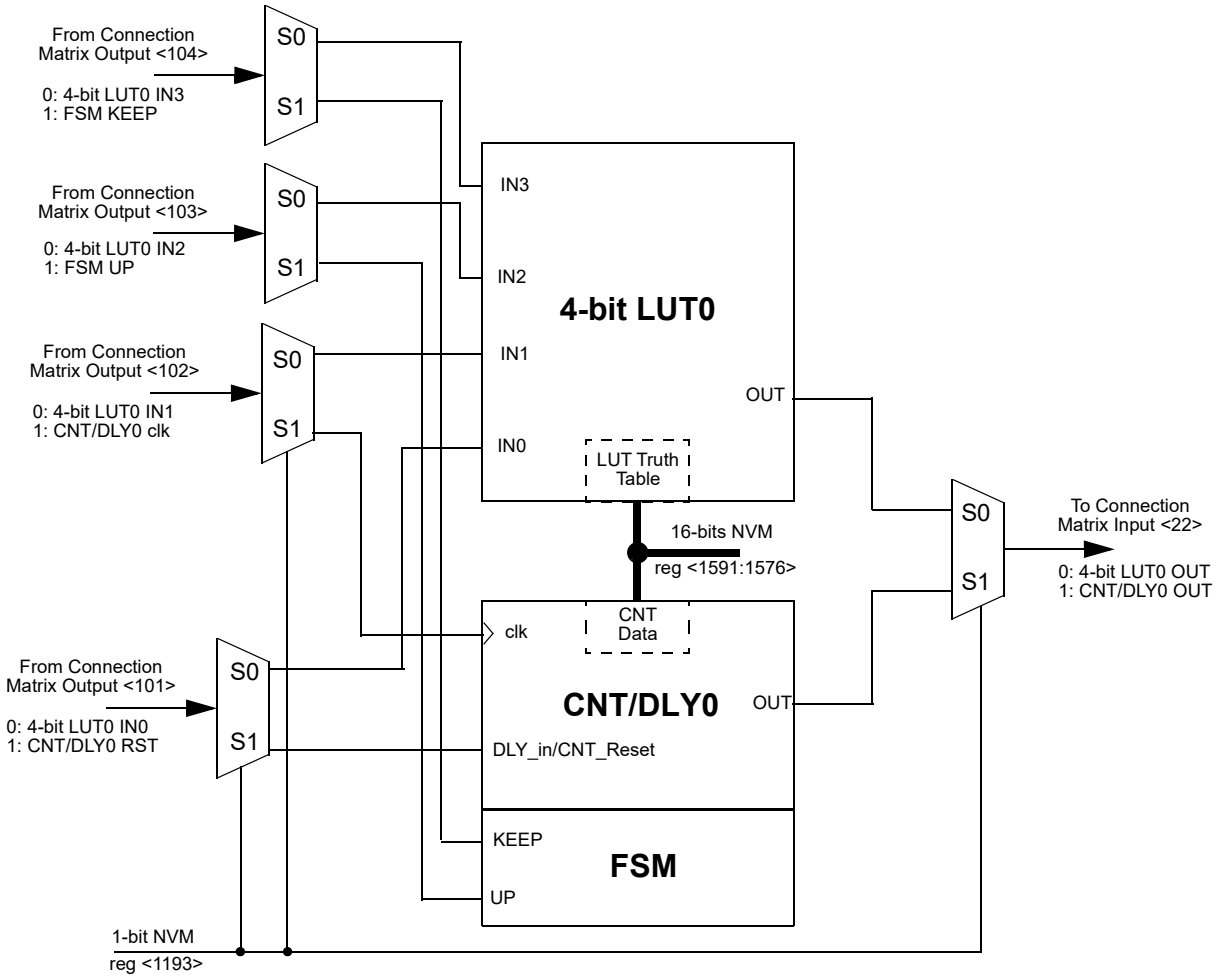 From Connection
Matrix Output <104>
0: 4-bit LUT0 IN3
1: FSM KEEP
S0
S1
From Connection
Matrix Output <103>
0: 4-bit LUT0 IN2
1: FSM UP
S0
S1
From Connection
Matrix Output <102>
0: 4-bit LUT0 IN1
1: CNT/DLY0 clk
S0
S1
From Connection
Matrix Output <101>
0: 4-bit LUT0 IN0
1: CNT/DLY0 RST
S0
S1
IN3
IN2
IN1
IN0
4-bit LUT0
OUT
LUT Truth
Table
16-bits NVM
reg <1591:1576>
CNT
Data
clk
CNT/DLY0
OUT
DLY_in/CNT_Reset
KEEP
FSM
UP
S0
S1
To Connection
Matrix Input <22>
0: 4-bit LUT0 OUT
1: CNT/DLY0 OUT
1-bit NVM
reg <1193>